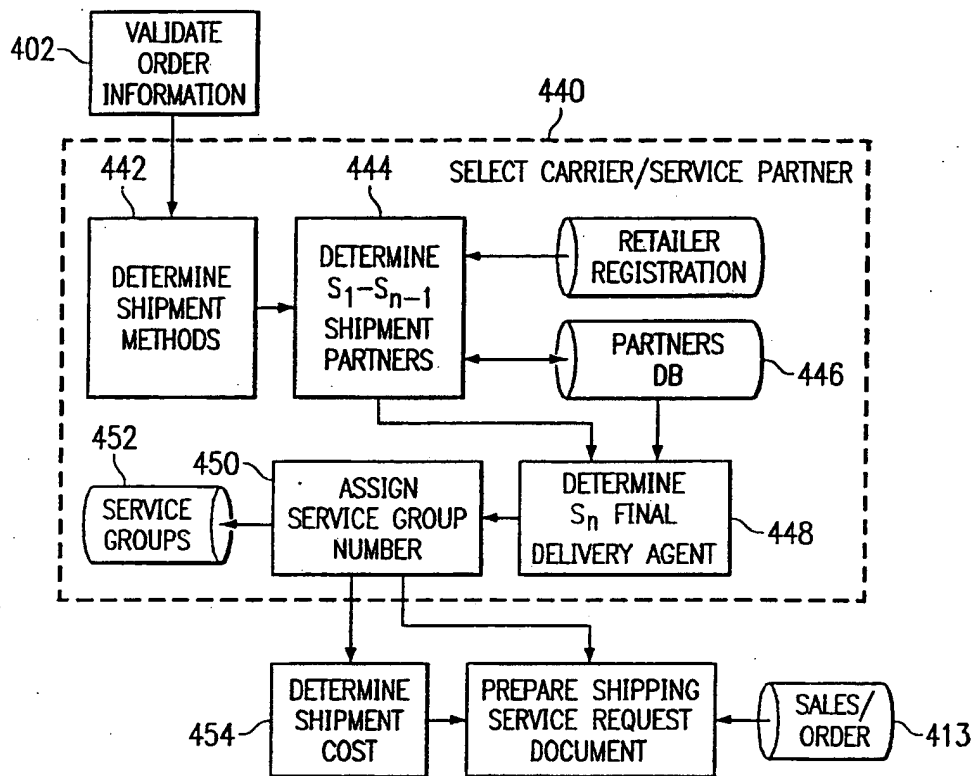 402
VALIDATE
ORDER
INFORMATION
440
SELECT CARRIER/SERVICE PARTNER
442
DETERMINE
SHIPMENT
METHODS
444
DETERMINE
S1-Sn-1
SHIPMENT
PARTNERS
RETAILER
REGISTRATION
PARTNERS
DB
446
452
SERVICE
GROUPS
450
ASSIGN
SERVICE GROUP
NUMBER
DETERMINE
Sn FINAL
DELIVERY AGENT
448
454
DETERMINE
SHIPMENT
COST
PREPARE SHIPPING
SERVICE REQUEST
DOCUMENT
SALES/
ORDER
413